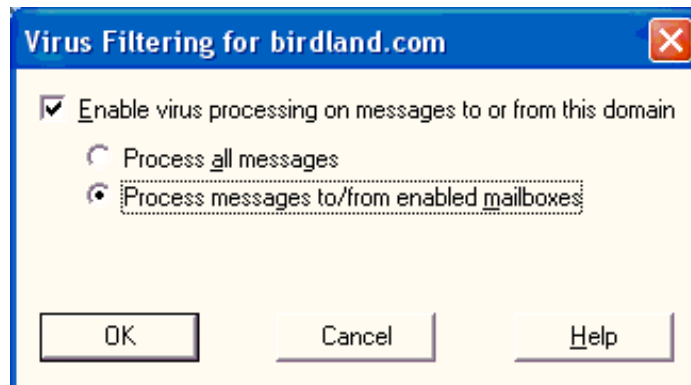 Virus Filtering for birdland.com
Enable virus processing on messages to or from this domain
Process all messages
Process messages to/from enabled mailboxes
OK Cancel Help